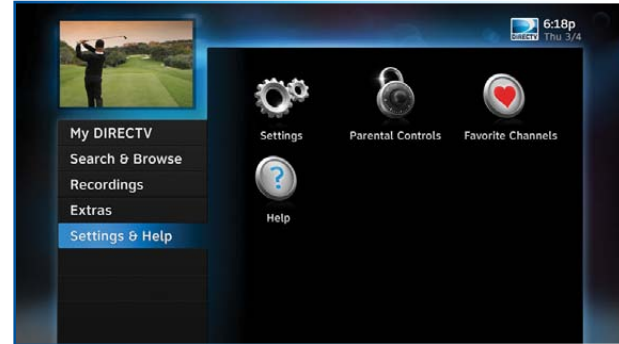 DIRECTV
6:18p
Thu 3/4
My DIRECTV
Search & Browse
Recordings
Extras
Settings & Help
Settings
Parental Controls
Favorite Channels
?
Help